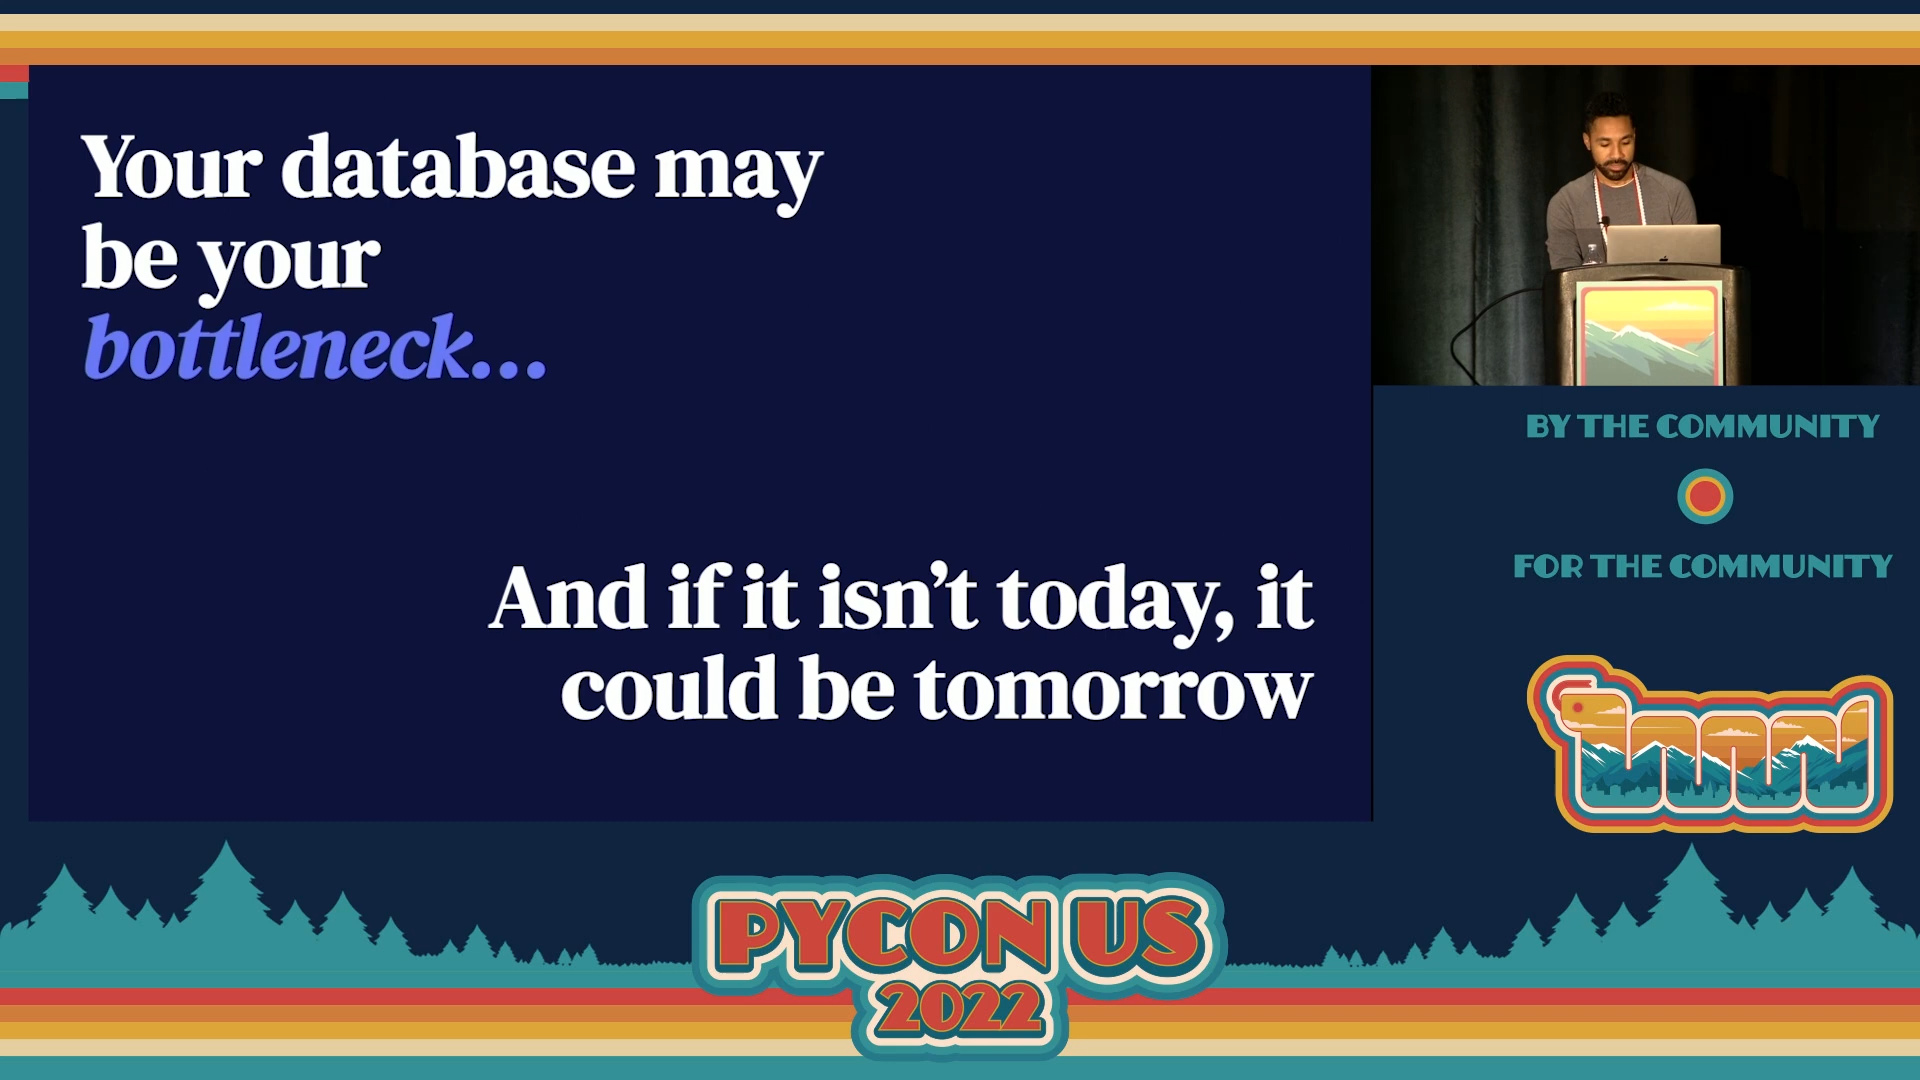 Your database may
be your
bottleneck...
And if it isn’t today, it
could be tomorrow
BY THE COMMUNITY
FOR THE COMMUNITY
PYCON US
2022